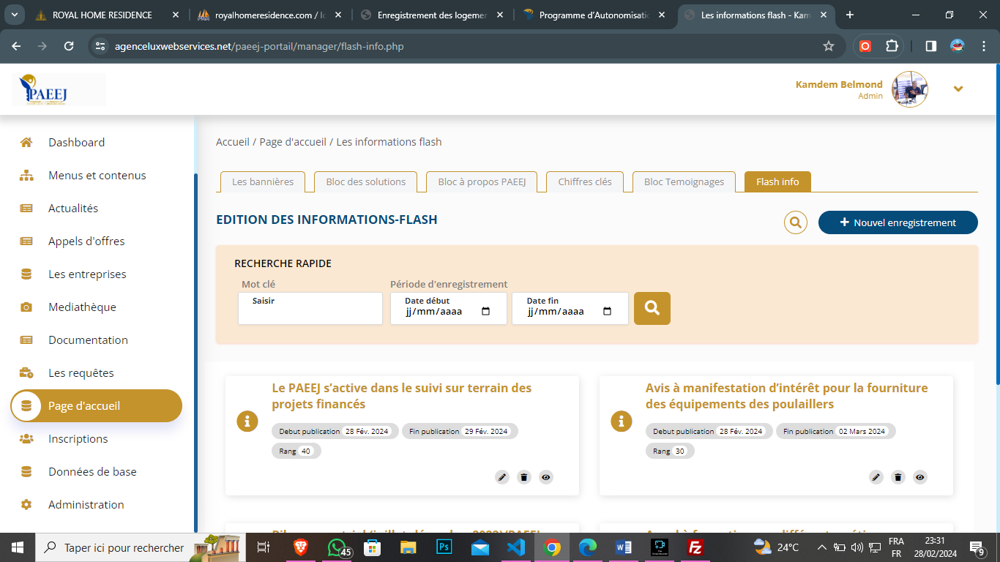 ROYAL HOME RESIDENCE
royalhomeresidence.com / lo
Enregistrement des logemen
Programme d'Autonomisatio
Les informations flash - Kam
agenceluxwebservices.net/paeej-portail/manager/flash-info.php
PAEEJ
Kamdem Belmond
Admin
Dashboard
Menus et contenus
Actualités
Appels d'offres
Les entreprises
Mediathèque
Documentation
Les requêtes
Page d'accueil
Inscriptions
Données de base
Administration
Accueil / Page d'accueil / Les informations flash
Les bannières
Bloc des solutions
Bloc à propos PAEEJ
Chiffres clés
Bloc Temoignages
Flash info
EDITION DES INFORMATIONS-FLASH
Nouvel enregistrement
RECHERCHE RAPIDE
Mot clé
Période d'enregistrement
Saisir
Date début
jj/mm/aaaa
Date fin
jj/mm/aaaa
Le PAEEJ s’active dans le suivi sur terrain des
projets financés
Debut publication 28 Fév. 2024
Fin publication 29 Fév. 2024
Rang 40
Avis à manifestation d’intérêt pour la fourniture
des équipements des poulaillers
Debut publication 28 Fév. 2024
Fin publication 02 Mars 2024
Rang 30
Taper ici pour rechercher
45
Ps
24°C
FRA
FR
23:31
28/02/2024
9